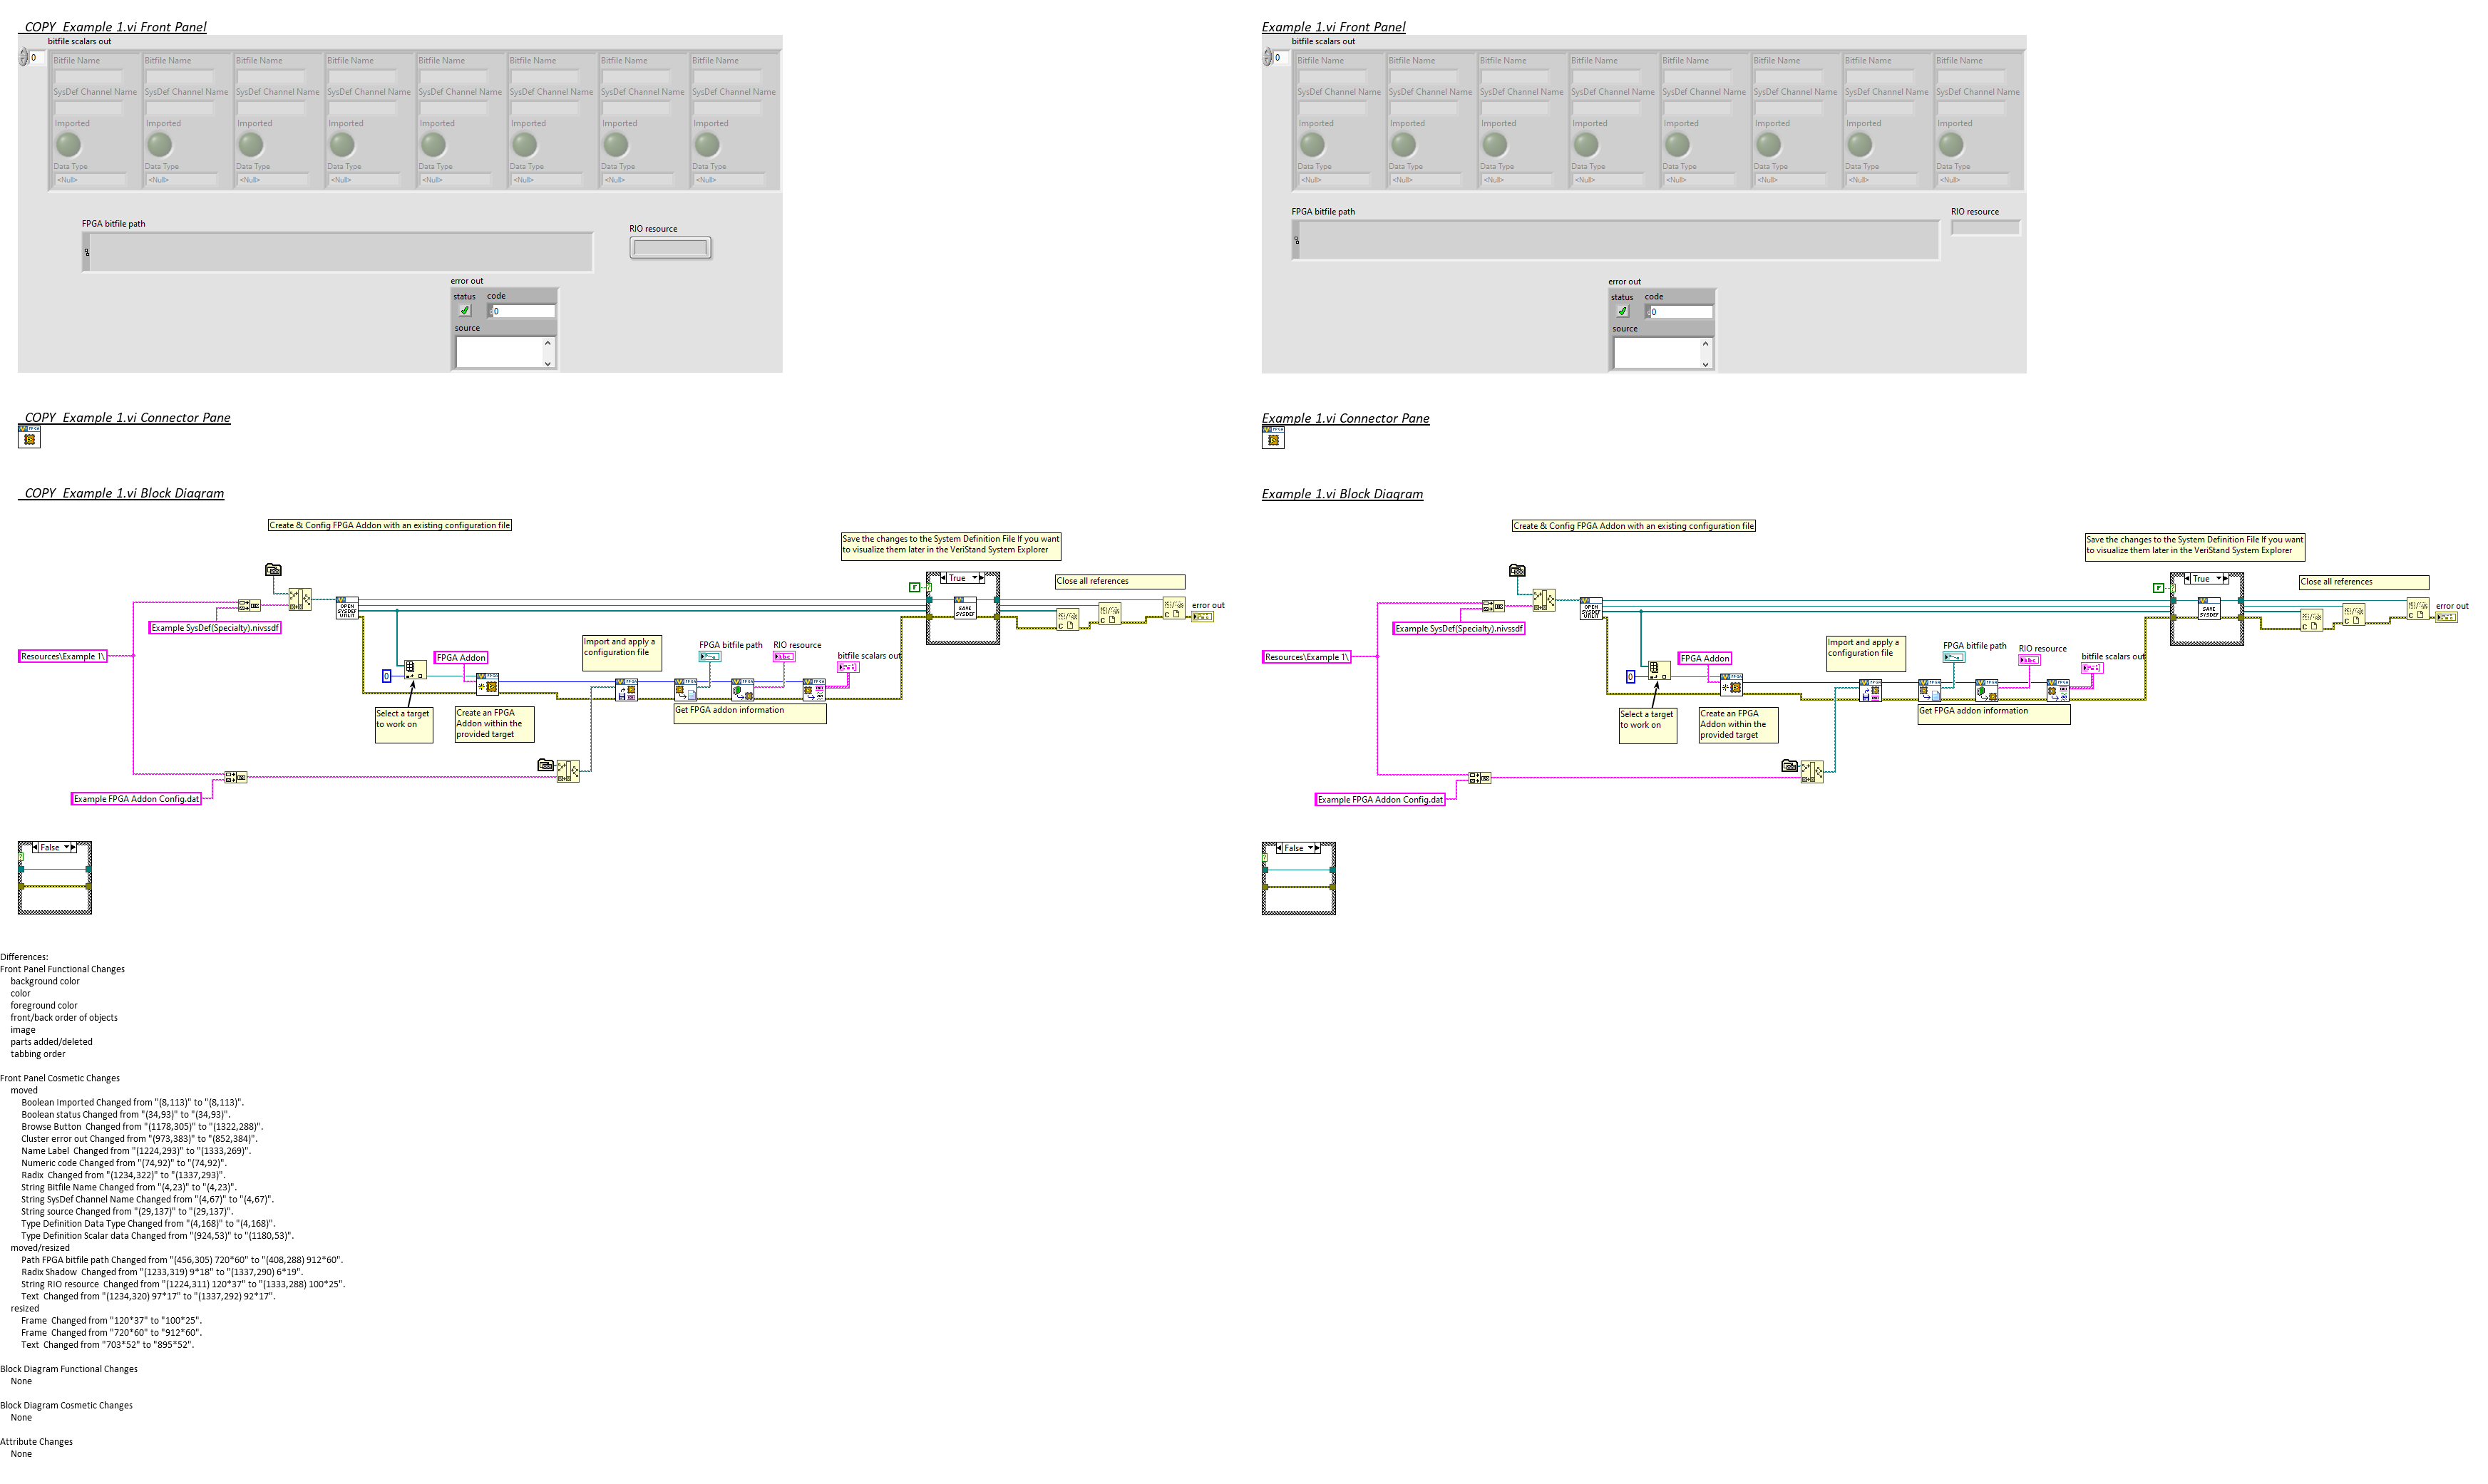 COPY  Example 1.vi Front Panel
bitfile scalars out
0
Bitfile Name Bitfile Name Bitfile Name Bitfile Name Bitfile Name Bitfile Name Bitfile Name Bitfile Name
SysDef Channel Name SysDef Channel Name SysDef Channel Name SysDef Channel Name SysDef Channel Name SysDef Channel Name SysDef Channel Name SysDef Channel Name
Imported Imported Imported Imported Imported Imported Imported Imported
Data Type Data Type Data Type Data Type Data Type Data Type Data Type Data Type
<Null> <Null> <Null> <Null> <Null> <Null> <Null> <Null>
FPGA bitfile path
RIO resource
error out
status code
0
source
COPY  Example 1.vi Connector Pane
FPGA
COPY  Example 1.vi Block Diagram
Create & Config FPGA Addon with an existing configuration file
Save the changes to the System Definition File If you want
to visualize them later in the VeriStand System Explorer
True
Close all references
F
error out
OPEN
SYSDEF
UTILIT
SAVE
SYSDEF
Example SysDef(Specialty).nivssdf
Resources\Example 1\
Import and apply a
configuration file
FPGA bitfile path
RIO resource
bitfile scalars out
FPGA Addon
0
Select a target
to work on
Create an FPGA
Addon within the
provided target
Get FPGA addon information
Example FPGA Addon Config.dat
False
Example 1.vi Front Panel
bitfile scalars out
0
Bitfile Name Bitfile Name Bitfile Name Bitfile Name Bitfile Name Bitfile Name Bitfile Name Bitfile Name
SysDef Channel Name SysDef Channel Name SysDef Channel Name SysDef Channel Name SysDef Channel Name SysDef Channel Name SysDef Channel Name SysDef Channel Name
Imported Imported Imported Imported Imported Imported Imported Imported
Data Type Data Type Data Type Data Type Data Type Data Type Data Type Data Type
<Null> <Null> <Null> <Null> <Null> <Null> <Null> <Null>
FPGA bitfile path
RIO resource
error out
status code
0
source
Example 1.vi Connector Pane
FPGA
Example 1.vi Block Diagram
Create & Config FPGA Addon with an existing configuration file
Save the changes to the System Definition File If you want
to visualize them later in the VeriStand System Explorer
True
Close all references
F
error out
OPEN
SYSDEF
UTILIT
SAVE
SYSDEF
Example SysDef(Specialty).nivssdf
Resources\Example 1\
Import and apply a
configuration file
FPGA bitfile path
RIO resource
bitfile scalars out
FPGA Addon
0
Select a target
to work on
Create an FPGA
Addon within the
provided target
Get FPGA addon information
Example FPGA Addon Config.dat
False
Differences:
Front Panel Functional Changes
background color
color
foreground color
front/back order of objects
image
parts added/deleted
tabbing order
Front Panel Cosmetic Changes
moved
Boolean Imported Changed from "(8,113)" to "(8,113)".
Boolean status Changed from "(34,93)" to "(34,93)".
Browse Button  Changed from "(1178,305)" to "(1322,288)".
Cluster error out Changed from "(973,383)" to "(852,384)".
Name Label  Changed from "(1224,293)" to "(1333,269)".
Numeric code Changed from "(74,92)" to "(74,92)".
Radix  Changed from "(1234,322)" to "(1337,293)".
String Bitfile Name Changed from "(4,23)" to "(4,23)".
String SysDef Channel Name Changed from "(4,67)" to "(4,67)".
String source Changed from "(29,137)" to "(29,137)".
Type Definition Data Type Changed from "(4,168)" to "(4,168)".
Type Definition Scalar data Changed from "(924,53)" to "(1180,53)".
moved/resized
Path FPGA bitfile path Changed from "(456,305) 720*60" to "(408,288) 912*60".
Radix Shadow  Changed from "(1233,319) 9*18" to "(1337,290) 6*19".
String RIO resource  Changed from "(1224,311) 120*37" to "(1333,288) 100*25".
Text  Changed from "(1234,320) 97*17" to "(1337,292) 92*17".
resized
Frame  Changed from "120*37" to "100*25".
Frame  Changed from "720*60" to "912*60".
Text  Changed from "703*52" to "895*52".
Block Diagram Functional Changes
None
Block Diagram Cosmetic Changes
None
Attribute Changes
None